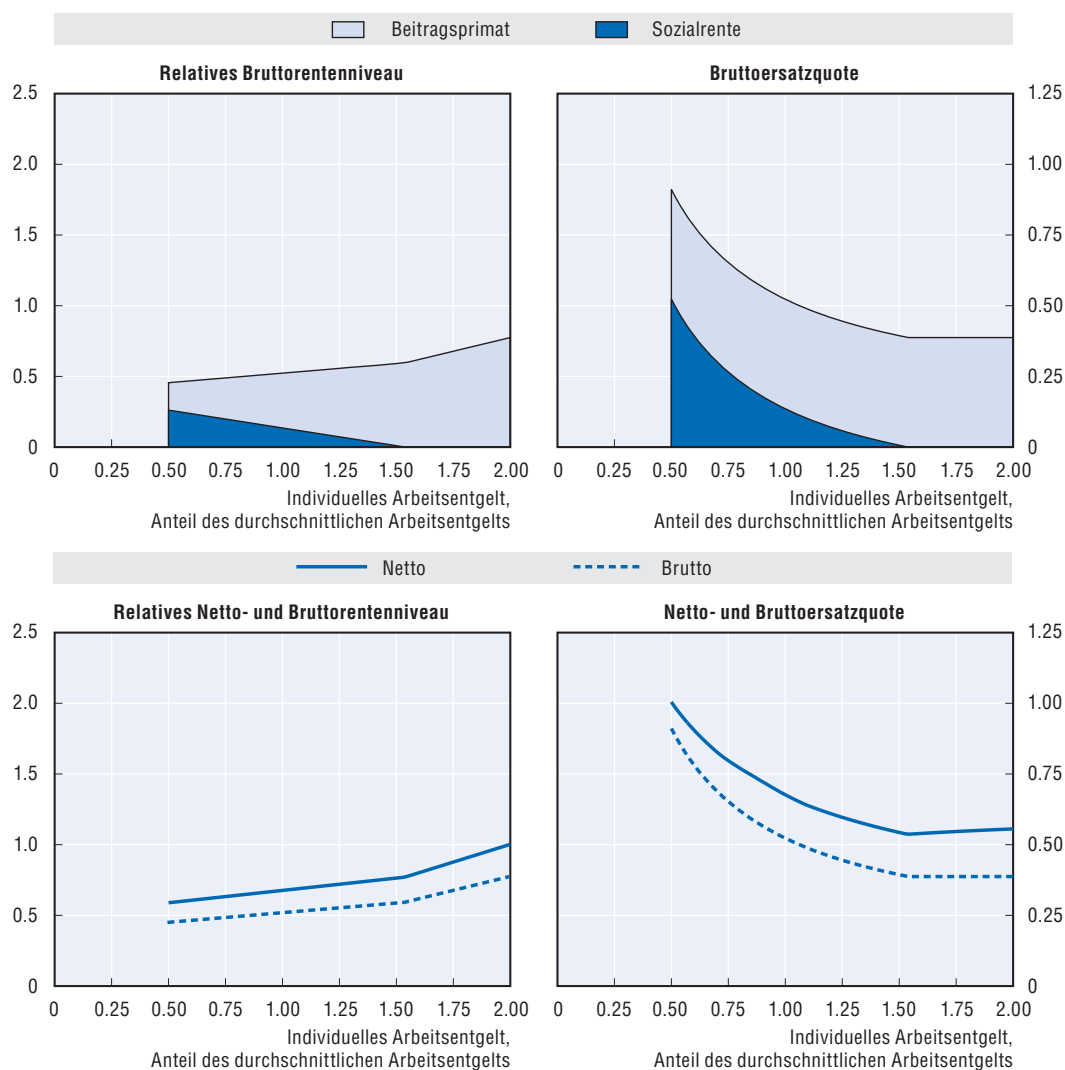 Beitragsprimat Sozialrente
Relatives Bruttorentenniveau
2.5
2.0
1.5
1.0
0.5
0
0 0.25 0.50 0.75 1.00 1.25 1.50 1.75 2.00
Individuelles Arbeitsentgelt,
Anteil des durchschnittlichen Arbeitsentgelts
Bruttoersatzquote
1.25
1.00
0.75
0.50
0.25
0
0 0.25 0.50 0.75 1.00 1.25 1.50 1.75 2.00
Individuelles Arbeitsentgelt,
Anteil des durchschnittlichen Arbeitsentgelts
Netto Brutto
Relatives Netto- und Bruttorentenniveau
2.5
2.0
1.5
1.0
0.5
0
0 0.25 0.50 0.75 1.00 1.25 1.50 1.75 2.00
Individuelles Arbeitsentgelt,
Anteil des durchschnittlichen Arbeitsentgelts
Netto- und Bruttoersatzquote
1.25
1.00
0.75
0.50
0.25
0
0 0.25 0.50 0.75 1.00 1.25 1.50 1.75 2.00
Individuelles Arbeitsentgelt,
Anteil des durchschnittlichen Arbeitsentgelts